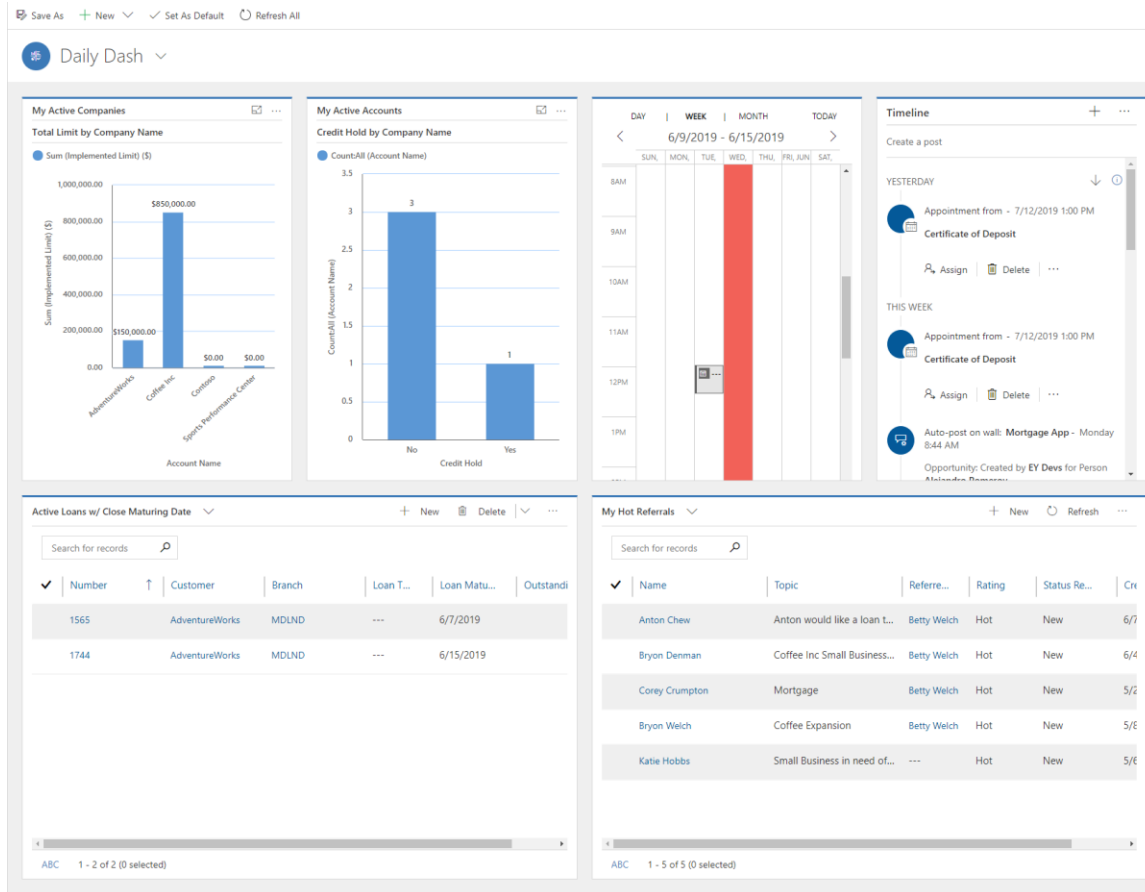 Save As New Set As Default Refresh All
Daily Dash
My Active Companies ...
Total Limit by Company Name
Sum (Implemented Limit) ($)
Sum (Implemented Limit) ($)
1,000,000.00
800,000.00
600,000.00
400,000.00
200,000.00
0.00
$150,000.00
$850,000.00
$0.00
$0.00
AdventureWorks
Coffee Inc
Contoso
Sports Performance Center
Account Name
My Active Accounts ...
Credit Hold by Company Name
Count:All (Account Name)
Count:All (Account Name)
3.5
3
2.5
2
1.5
1
0.5
0
3
1
No Yes
Credit Hold
DAY | WEEK | MONTH TODAY
6/9/2019 - 6/15/2019
SUN, MON, TUE, WED, THU, FRI, JUN SAT,
8AM
9AM
10AM
11AM
12PM
...
1PM
Timeline ...
Create a post
YESTERDAY
Appointment from - 7/12/2019 1:00 PM
Certificate of Deposit
Assign Delete ...
THIS WEEK
Appointment from - 7/12/2019 1:00 PM
Certificate of Deposit
Assign Delete ...
Auto-post on wall: Mortgage App - Monday
8:44 AM
Opportunity: Created by EY Devs for Person
Active Loans w/ Close Maturing Date New Delete ...
Search for records
Number Customer Branch Loan T... Loan Matu... Outstandi
1565 AdventureWorks MDLND --- 6/7/2019
1744 AdventureWorks MDLND --- 6/15/2019
ABC 1 - 2 of 2 (0 selected)
My Hot Referrals New Refresh ...
Search for records
Name Topic Referre... Rating Status Re... Cre
Anton Chew Anton would like a loan t... Betty Welch Hot New 6/7
Bryon Denman Coffee Inc Small Business... Betty Welch Hot New 6/4
Corey Crumpton Mortgage Betty Welch Hot New 5/2
Bryon Welch Coffee Expansion Betty Welch Hot New 5/8
Katie Hobbs Small Business in need of... --- Hot New 5/6
ABC 1 - 5 of 5 (0 selected)